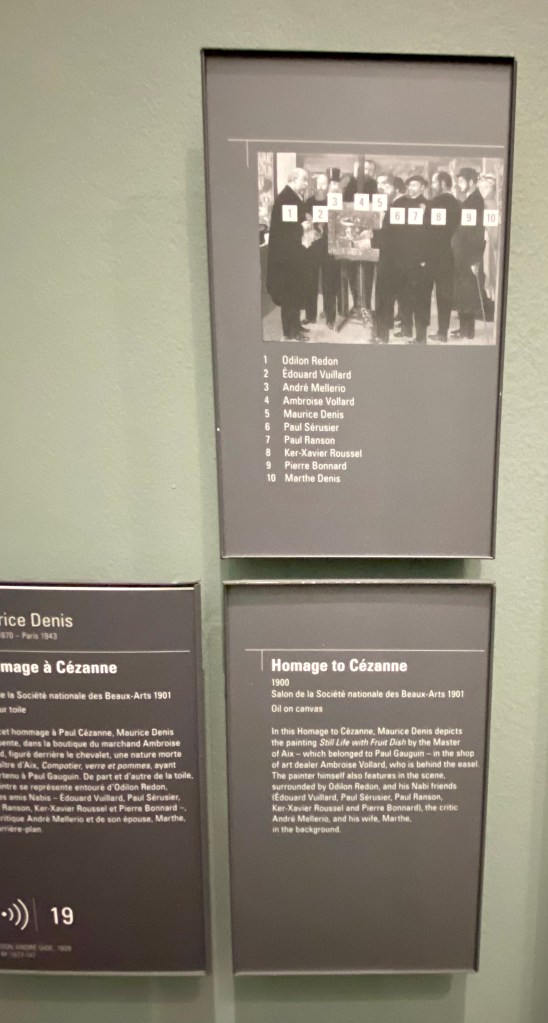 1 2 3 4 5 6 7 8 9 10
1 Odilon Redon
2 Édouard Vuillard
3 André Mellerio
4 Ambroise Vollard
5 Maurice Denis
6 Paul Sérusier
7 Paul Ranson
8 Ker-Xavier Roussel
9 Pierre Bonnard
10 Marthe Denis
rice Denis
1870 – Paris 1943
mage à Cézanne
e la Société nationale des Beaux-Arts 1901
ur toile
cet hommage à Paul Cézanne, Maurice Denis
sente, dans la boutique du marchand Ambroise
d, figuré derrière le chevalet, une nature morte
aître d'Aix, Compotier, verre et pommes, ayant
rtenu à Paul Gauguin. De part et d'autre de la toile,
intre se représente entouré d'Odilon Redon,
es amis Nabis – Édouard Vuillard, Paul Sérusier,
Ranson, Ker-Xavier Roussel et Pierre Bonnard –,
ritique André Mellerio et de son épouse, Marthe,
rrière-plan.
19
Homage to Cézanne
1900
Salon de la Société nationale des Beaux-Arts 1901
Oil on canvas
In this Homage to Cézanne, Maurice Denis depicts
the painting Still Life with Fruit Dish by the Master
of Aix – which belonged to Paul Gauguin – in the shop
of art dealer Ambroise Vollard, who is behind the easel.
The painter himself also features in the scene,
surrounded by Odilon Redon, and his Nabi friends
(Édouard Vuillard, Paul Sérusier, Paul Ranson,
Ker-Xavier Roussel and Pierre Bonnard), the critic
André Mellerio, and his wife, Marthe,
in the background.